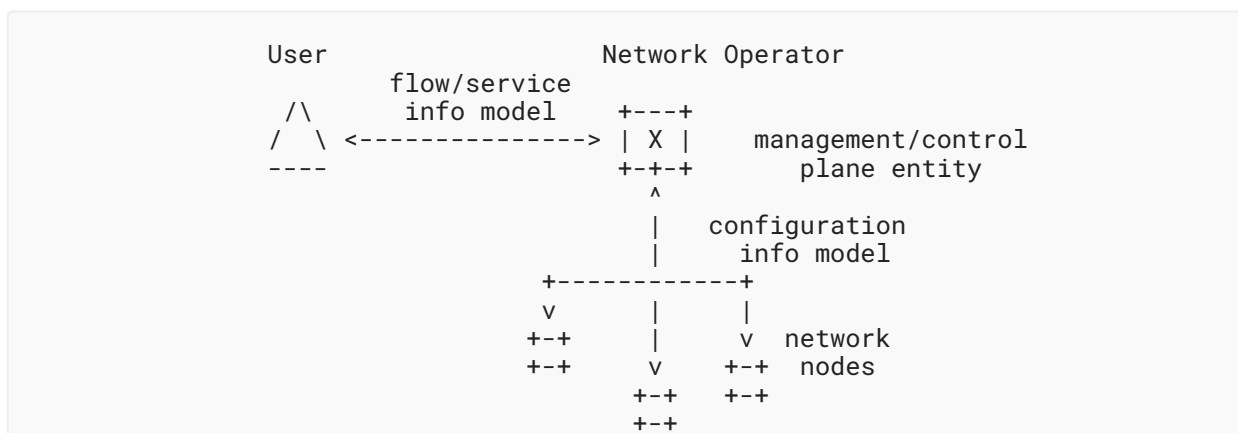 User                  Network Operator
        flow/service
 /\      info model    +---+
/  \ <---------------> | X |    management/control
----                   +-+-+       plane entity
                         ^
                         |   configuration
                         |     info model
                  +------------+
                  v      |     |
                 +-+     |     v  network
                 +-+     v    +-+  nodes
                        +-+   +-+
                        +-+